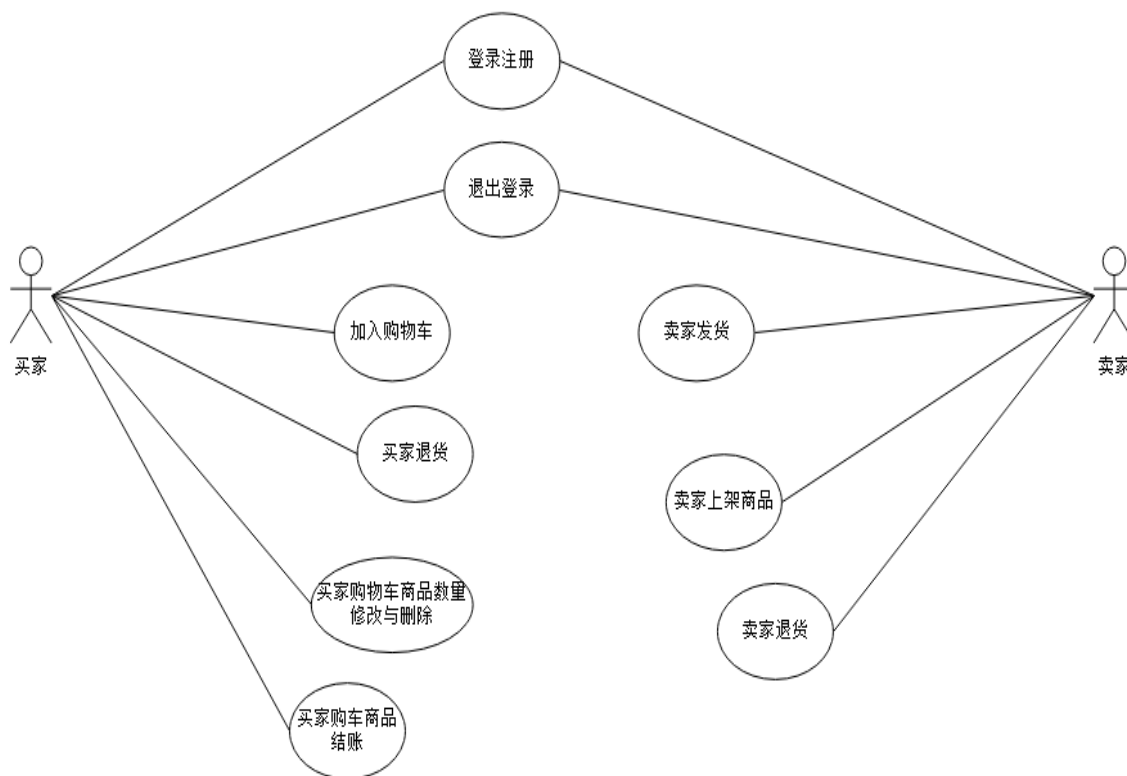 登录注册
退出登录
买家
加入购物车
卖家发货
卖家
买家退货
卖家上架商品
买家购物车商品数量
修改与删除
卖家退货
买家购车商品
结账